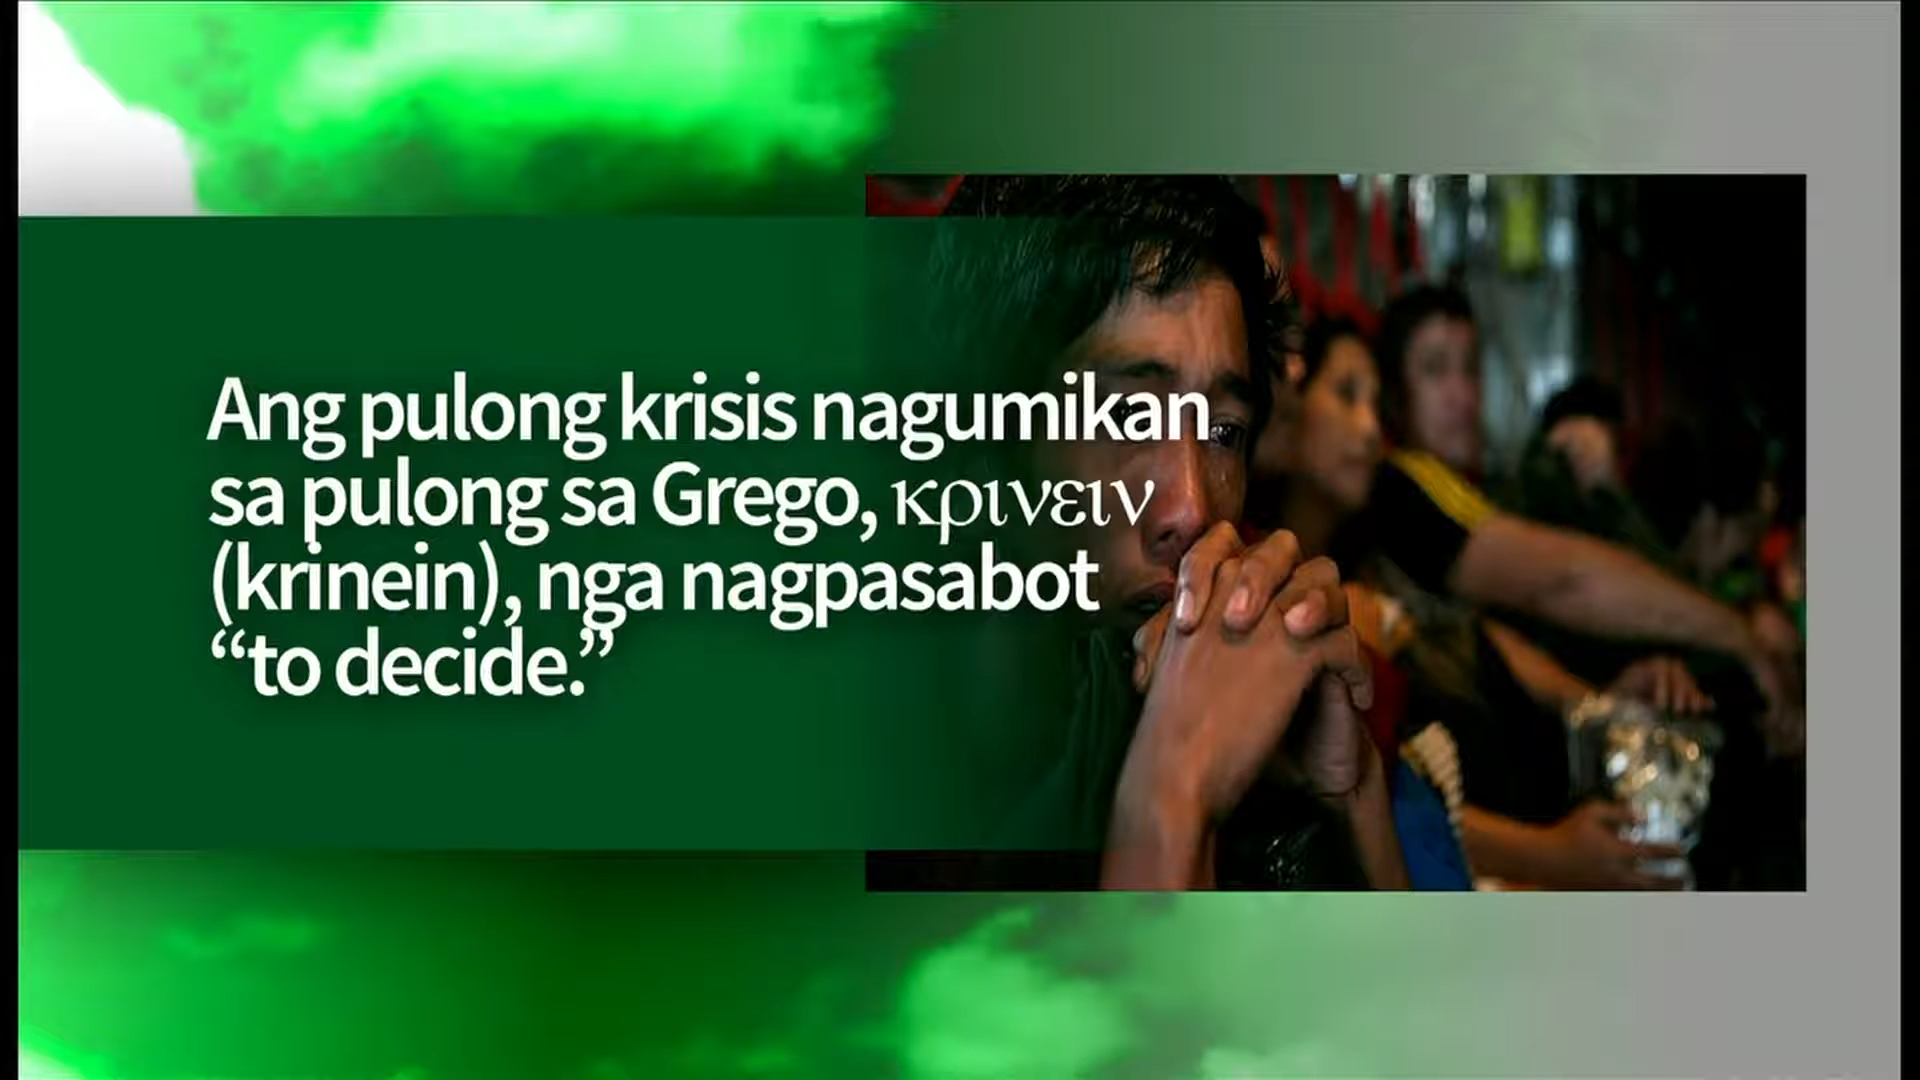 Ang pulong krisis nagumikan
sa pulong sa Grego, κρινειν
(krinein), nga nagpasabot
“to decide.”